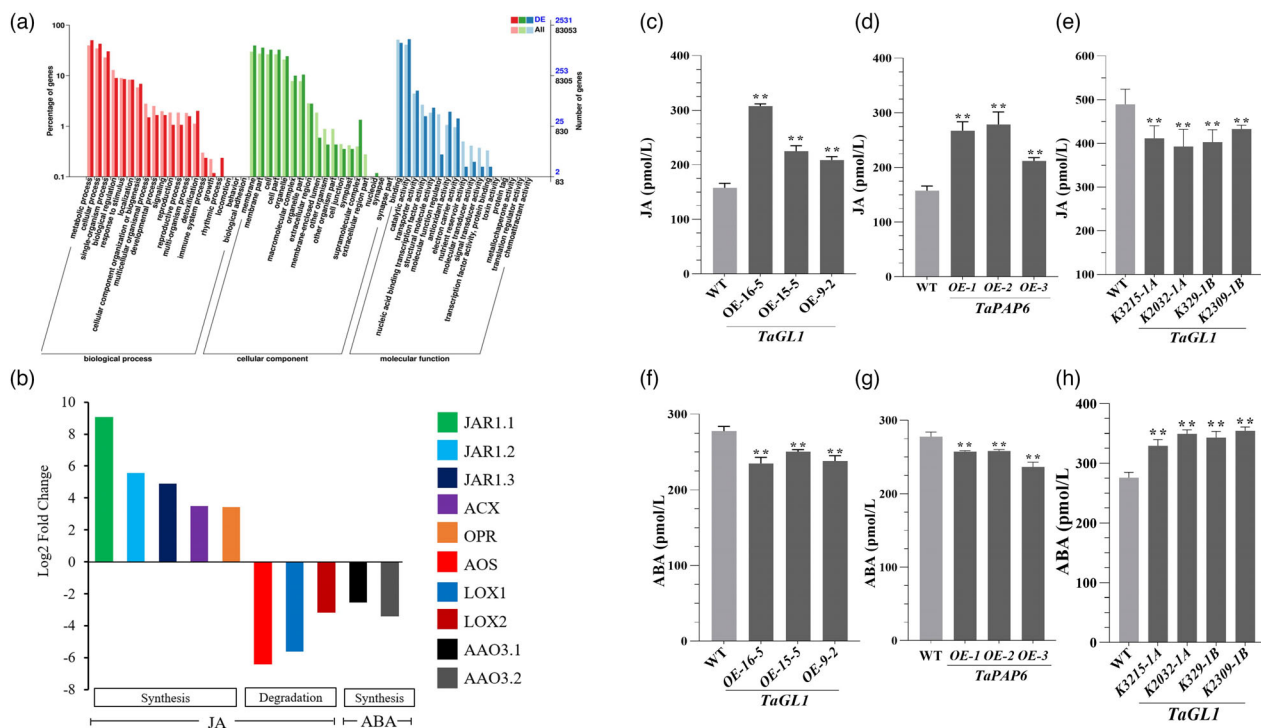 (a)
DE
All
Percentage of genes
100
10
1
0.1
Number of genes
2531
83053
253
8305
25
830
2
83
metabolic process
cellular process
single-organism process
biological regulation
response to stimulus
localization
cellular component organization or biogenesis
multicellular organismal process
developmental process
signaling
reproduction
reproductive process
multi-organism process
detoxification
immune system process
growth
rhythmic process
locomotion
behavior
biological adhesion
membrane
membrane part
cell
cell part
organelle
macromolecular complex
organelle part
extracellular region
membrane-enclosed lumen
other organism
other organism part
cell junction
symplast
supramolecular complex
extracellular region part
nucleoid
synapse
synapse part
binding
catalytic activity
transporter activity
nucleic acid binding transcription factor activity
structural molecule activity
molecular function regulator
antioxidant activity
electron carrier activity
nutrient reservoir activity
molecular transducer activity
signal transducer activity
transcription factor activity, protein binding
toxin activity
protein tag
metallochaperone activity
translation regulator activity
chemoattractant activity
biological process
cellular component
molecular function
(b)
Log2 Fold Change
10
8
6
4
2
0
-2
-4
-6
-8
JAR1.1
JAR1.2
JAR1.3
ACX
OPR
AOS
LOX1
LOX2
AAO3.1
AAO3.2
Synthesis
Degradation
Synthesis
JA
ABA
(c)
JA (pmol/L)
400
300
200
100
0
**
**
**
WT
OE-16-5
OE-15-5
OE-9-2
TaGL1
(d)
JA (pmol/L)
400
300
200
100
0
**
**
**
WT
OE-1
OE-2
OE-3
TaPAP6
(e)
JA (pmol/L)
600
500
400
300
200
100
**
**
**
**
WT
K3215-1A
K2032-1A
K329-1B
K2309-1B
TaGL1
(f)
ABA (pmol/L)
300
200
100
0
**
**
**
WT
OE-16-5
OE-15-5
OE-9-2
TaGL1
(g)
ABA (pmol/L)
300
200
100
0
**
**
**
WT
OE-1
OE-2
OE-3
TaPAP6
(h)
ABA (pmol/L)
400
300
200
100
0
**
**
**
**
WT
K3215-1A
K2032-1A
K329-1B
K2309-1B
TaGL1